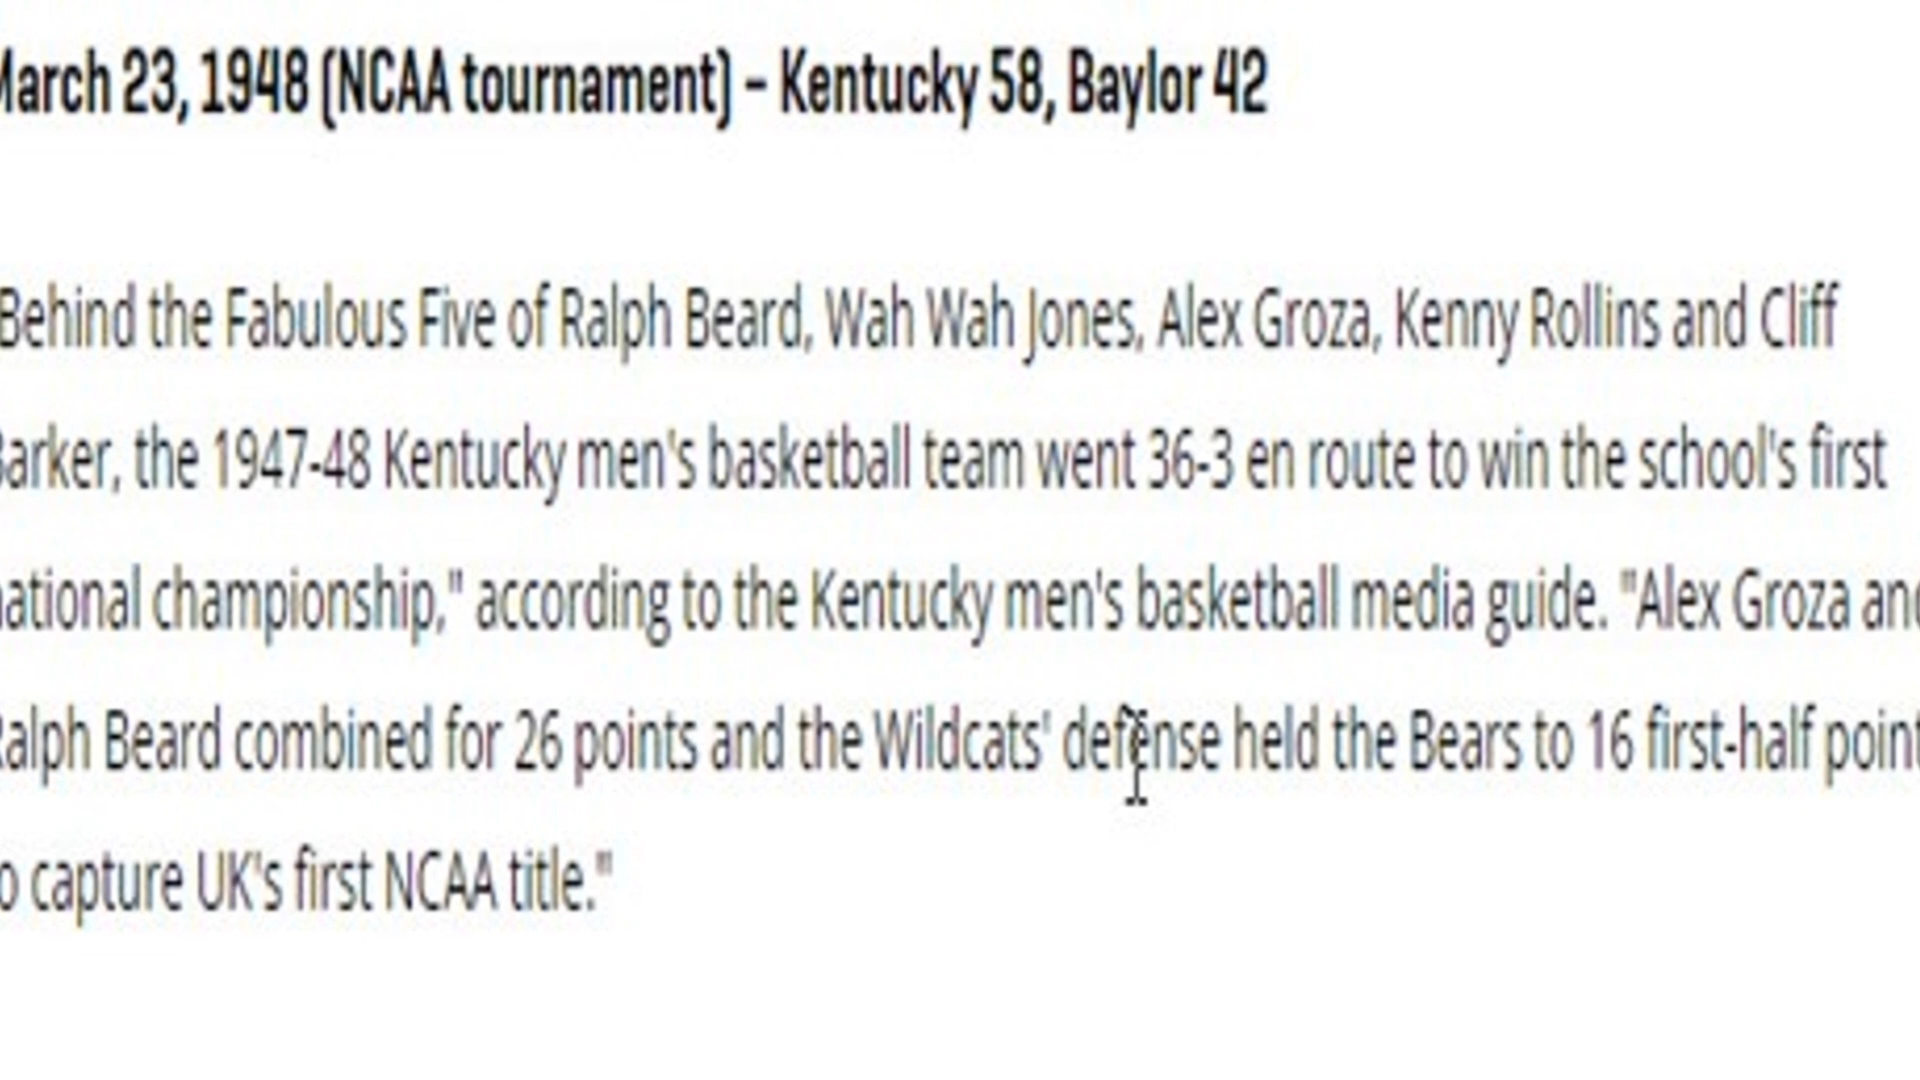 March 23, 1948 (NCAA tournament) – Kentucky 58, Baylor 42
Behind the Fabulous Five of Ralph Beard, Wah Wah Jones, Alex Groza, Kenny Rollins and Cliff
Barker, the 1947-48 Kentucky men's basketball team went 36-3 en route to win the school's first
national championship," according to the Kentucky men's basketball media guide. "Alex Groza and
Ralph Beard combined for 26 points and the Wildcats' defense held the Bears to 16 first-half point
o capture UK's first NCAA title."